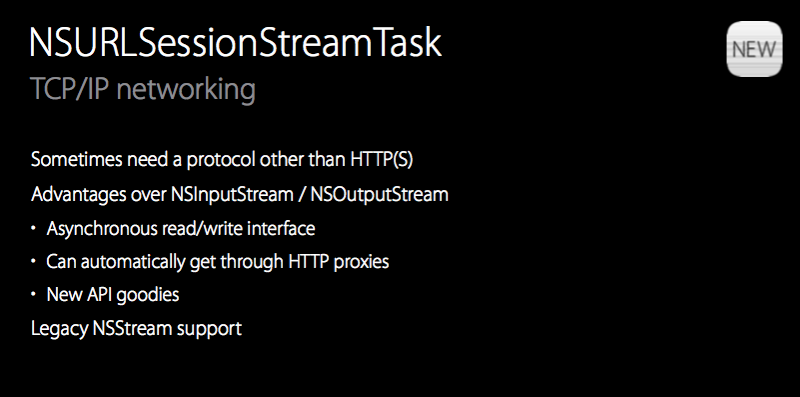 NSURLSessionStreamTask
NEW
TCP/IP networking
Sometimes need a protocol other than HTTP(S)
Advantages over NSInputStream / NSOutputStream
• Asynchronous read/write interface
• Can automatically get through HTTP proxies
• New API goodies
Legacy NSStream support